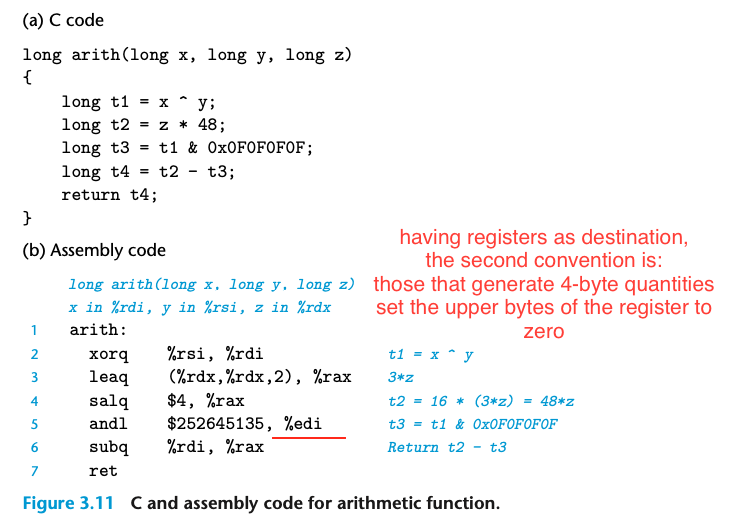 (a) C code
long arith(long x, long y, long z)
{
    long t1 = x ^ y;
    long t2 = z * 48;
    long t3 = t1 & 0x0F0F0F0F;
    long t4 = t2 - t3;
    return t4;
}
having registers as destination,
the second convention is:
those that generate 4-byte quantities
set the upper bytes of the register to
zero
(b) Assembly code
long arith(long x, long y, long z)
x in %rdi, y in %rsi, z in %rdx
1 arith:
2 xorq %rsi, %rdi t1 = x ^ y
3 leaq (%rdx,%rdx,2), %rax 3*z
4 salq $4, %rax t2 = 16 * (3*z) = 48*z
5 andl $252645135, %edi t3 = t1 & 0x0F0F0F0F
6 subq %rdi, %rax Return t2 - t3
7 ret
Figure 3.11 C and assembly code for arithmetic function.